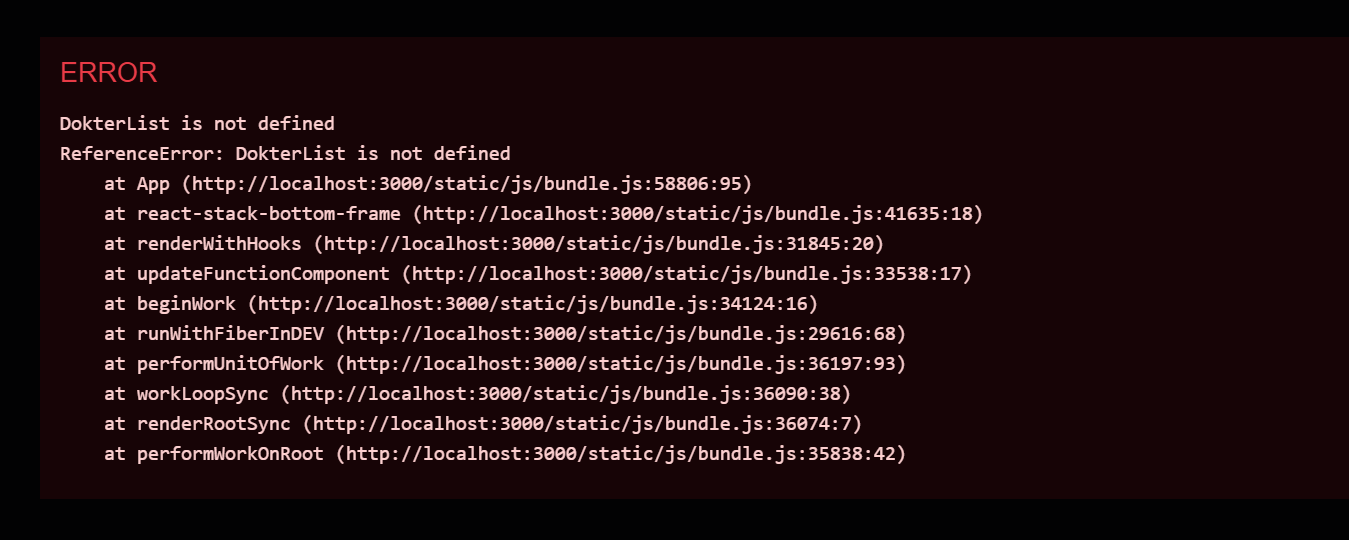 ERROR
DokterList is not defined
ReferenceError: DokterList is not defined
at App (http://localhost:3000/static/js/bundle.js:58806:95)
at react-stack-bottom-frame (http://localhost:3000/static/js/bundle.js:41635:18)
at renderWithHooks (http://localhost:3000/static/js/bundle.js:31845:20)
at updateFunctionComponent (http://localhost:3000/static/js/bundle.js:33538:17)
at beginWork (http://localhost:3000/static/js/bundle.js:34124:16)
at runWithFiberInDEV (http://localhost:3000/static/js/bundle.js:29616:68)
at performUnitOfWork (http://localhost:3000/static/js/bundle.js:36197:93)
at workLoopSync (http://localhost:3000/static/js/bundle.js:36090:38)
at renderRootSync (http://localhost:3000/static/js/bundle.js:36074:7)
at performWorkOnRoot (http://localhost:3000/static/js/bundle.js:35838:42)